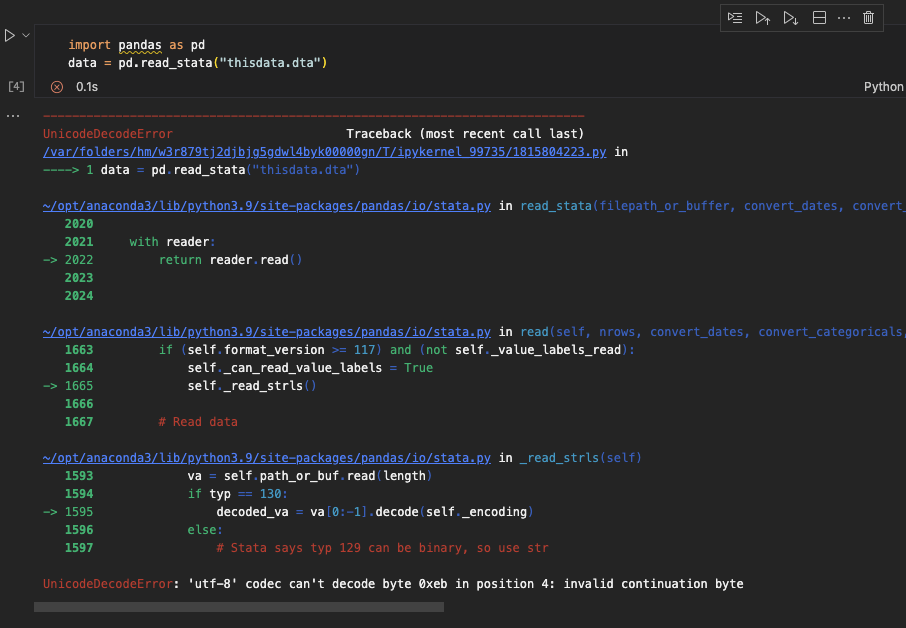 import pandas as pd
data = pd.read_stata("thisdata.dta")
[4] 0.1s Python
...
---------------------------------------------------------------------------
UnicodeDecodeError Traceback (most recent call last)
/var/folders/hm/w3r879tj2djbjg5gdwl4byk00000gn/T/ipykernel_99735/1815804223.py in
----> 1 data = pd.read_stata("thisdata.dta")
~/opt/anaconda3/lib/python3.9/site-packages/pandas/io/stata.py in read_stata(filepath_or_buffer, convert_dates, convert_
2020
2021 with reader:
-> 2022 return reader.read()
2023
2024
~/opt/anaconda3/lib/python3.9/site-packages/pandas/io/stata.py in read(self, nrows, convert_dates, convert_categoricals,
1663 if (self.format_version >= 117) and (not self._value_labels_read):
1664 self._can_read_value_labels = True
-> 1665 self._read_strls()
1666
1667 # Read data
~/opt/anaconda3/lib/python3.9/site-packages/pandas/io/stata.py in _read_strls(self)
1593 va = self.path_or_buf.read(length)
1594 if typ == 130:
-> 1595 decoded_va = va[0:-1].decode(self._encoding)
1596 else:
1597 # Stata says typ 129 can be binary, so use str
UnicodeDecodeError: 'utf-8' codec can't decode byte 0xeb in position 4: invalid continuation byte